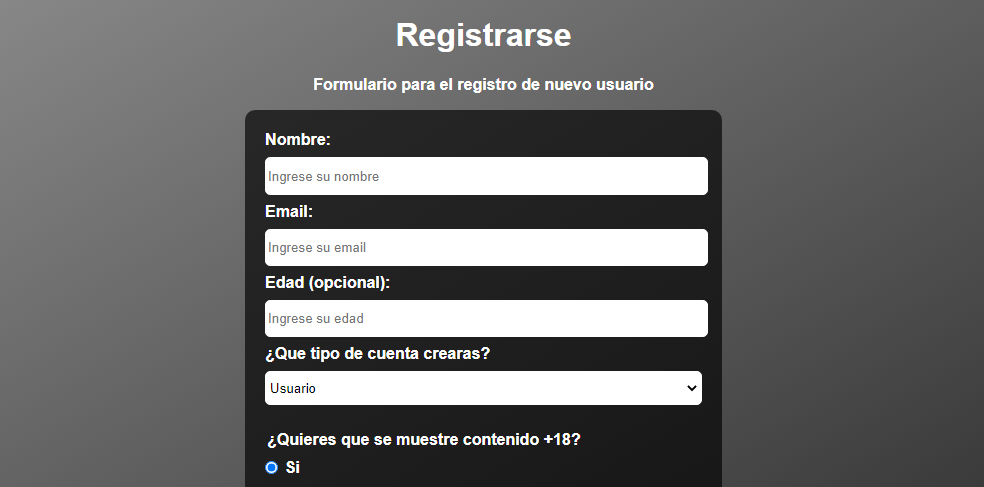 Registrarse
Formulario para el registro de nuevo usuario
Nombre:
Ingrese su nombre
Email:
Ingrese su email
Edad (opcional):
Ingrese su edad
¿Que tipo de cuenta crearas?
Usuario
¿Quieres que se muestre contenido +18?
Si